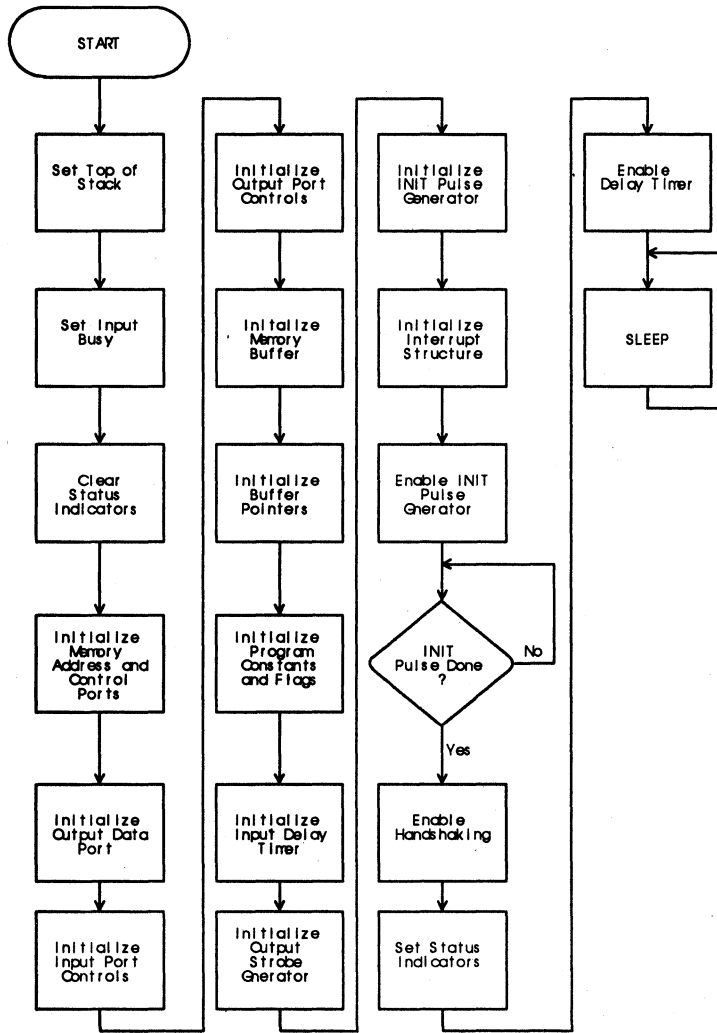 START
Set Top of
Stack
Set Input
Busy
Clear
Status
Indicators
Initialize
Memory
Address and
Control
Ports
Initialize
Output Data
Port
Initialize
Input Port
Controls
Initialize
Output Port
Controls
Initalize
Memory
Buffer
Initialize
Buffer
Pointers
Initialize
Program
Constants
and Flags
Initialize
Input Delay
Timer
Initialize
Output
Strobe
Gnerator
Initialize
INIT Pulse
Generator
Initialize
Interrupt
Structure
Enable INIT
Pulse
Gnerator
INIT
Pulse Done
?
No
Yes
Enable
Handshaking
Set Status
Indicators
Enable
Delay Timer
SLEEP